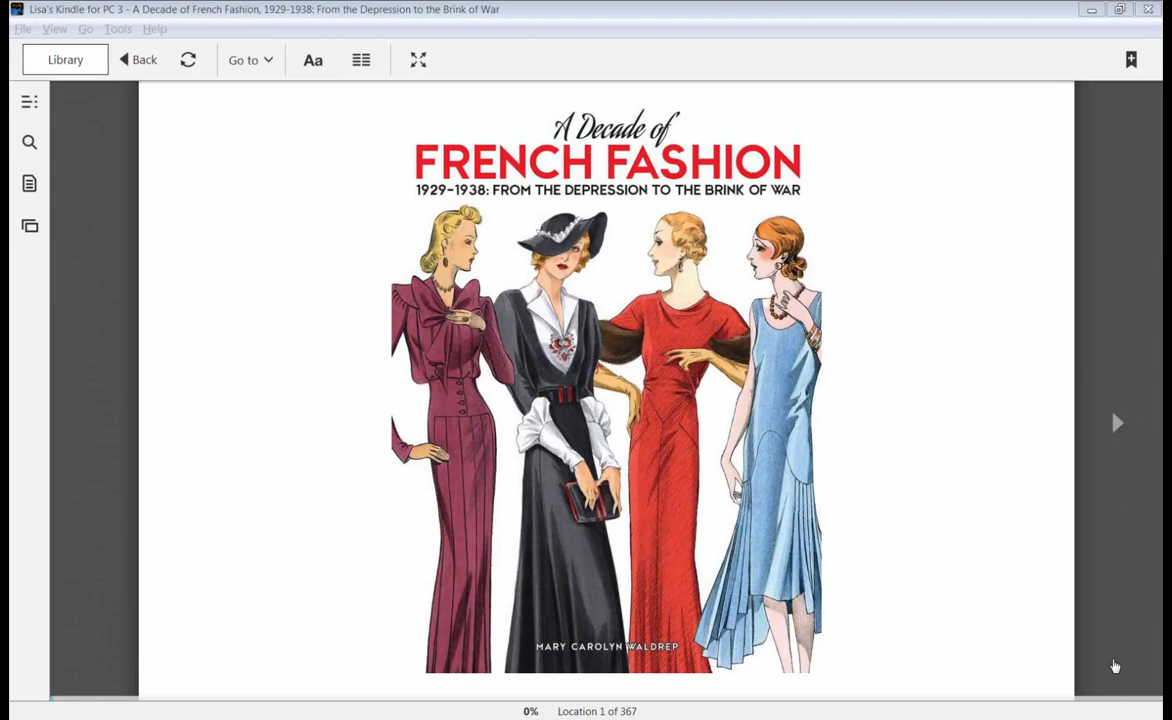 Lisa's Kindle for PC 3 - A Decade of French Fashion, 1929-1938: From the Depression to the Brink of War
File View Go Tools Help
Library Back Go to Aa
A Decade of
FRENCH FASHION
1929-1938: FROM THE DEPRESSION TO THE BRINK OF WAR
MARY CAROLYN WALDREP
0% Location 1 of 367